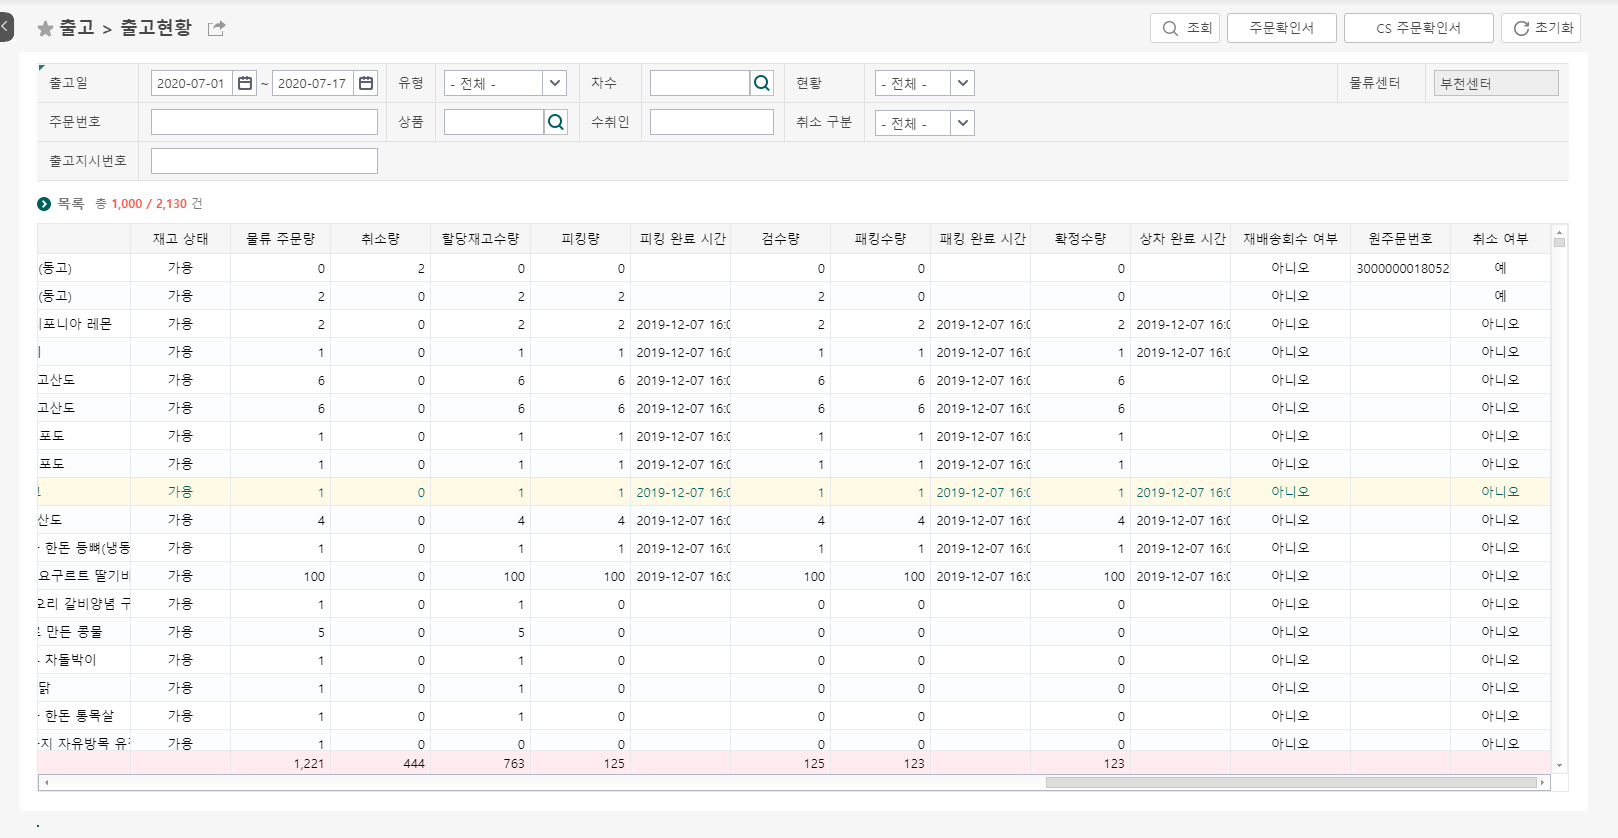 출고 > 출고현황
조회 주문확인서 CS 주문확인서 초기화
출고일 2020-07-01 ~ 2020-07-17 유형 - 전체 - 차수 현황 - 전체 - 물류센터 부천센터
주문번호 상품 수취인 취소 구분 - 전체 -
출고지시번호
목록 총 1,000 / 2,130 건
재고 상태 물류 주문량 취소량 할당재고수량 피킹량 피킹 완료 시간 검수량 패킹수량 패킹 완료 시간 확정수량 상자 완료 시간 재배송회수 여부 원주문번호 취소 여부
(동고) 가용 0 2 0 0 0 0 0 아니오 3000000018052 예
(동고) 가용 2 0 2 2 2 0 0 아니오 예
포니아 레몬 가용 2 0 2 2 2019-12-07 16:0 2 2 2019-12-07 16:0 2 2019-12-07 16:0 아니오 아니오
가용 1 0 1 1 2019-12-07 16:0 1 1 2019-12-07 16:0 1 2019-12-07 16:0 아니오 아니오
고산도 가용 6 0 6 6 2019-12-07 16:0 6 6 2019-12-07 16:0 6 아니오 아니오
고산도 가용 6 0 6 6 2019-12-07 16:0 6 6 2019-12-07 16:0 6 아니오 아니오
포도 가용 1 0 1 1 2019-12-07 16:0 1 1 2019-12-07 16:0 1 아니오 아니오
포도 가용 1 0 1 1 2019-12-07 16:0 1 1 2019-12-07 16:0 1 아니오 아니오
가용 1 0 1 1 2019-12-07 16:0 1 1 2019-12-07 16:0 1 2019-12-07 16:0 아니오 아니오
산도 가용 4 0 4 4 2019-12-07 16:0 4 4 2019-12-07 16:0 4 2019-12-07 16:0 아니오 아니오
한돈 등뼈(냉동 가용 1 0 1 1 2019-12-07 16:0 1 1 2019-12-07 16:0 1 2019-12-07 16:0 아니오 아니오
요구르트 딸기바 가용 100 0 100 100 2019-12-07 16:0 100 100 2019-12-07 16:0 100 2019-12-07 16:0 아니오 아니오
오리 갈비양념 구 가용 1 0 1 0 0 0 0 아니오 아니오
만든 콩물 가용 5 0 5 0 0 0 0 아니오 아니오
차돌박이 가용 1 0 1 0 0 0 0 아니오 아니오
닭 가용 1 0 1 0 0 0 0 아니오 아니오
한돈 통목살 가용 1 0 1 0 0 0 0 아니오 아니오
지 자유방목 유정 가용 1 0 0 0 0 0 0 아니오 아니오
1,221 444 763 125 125 123 123